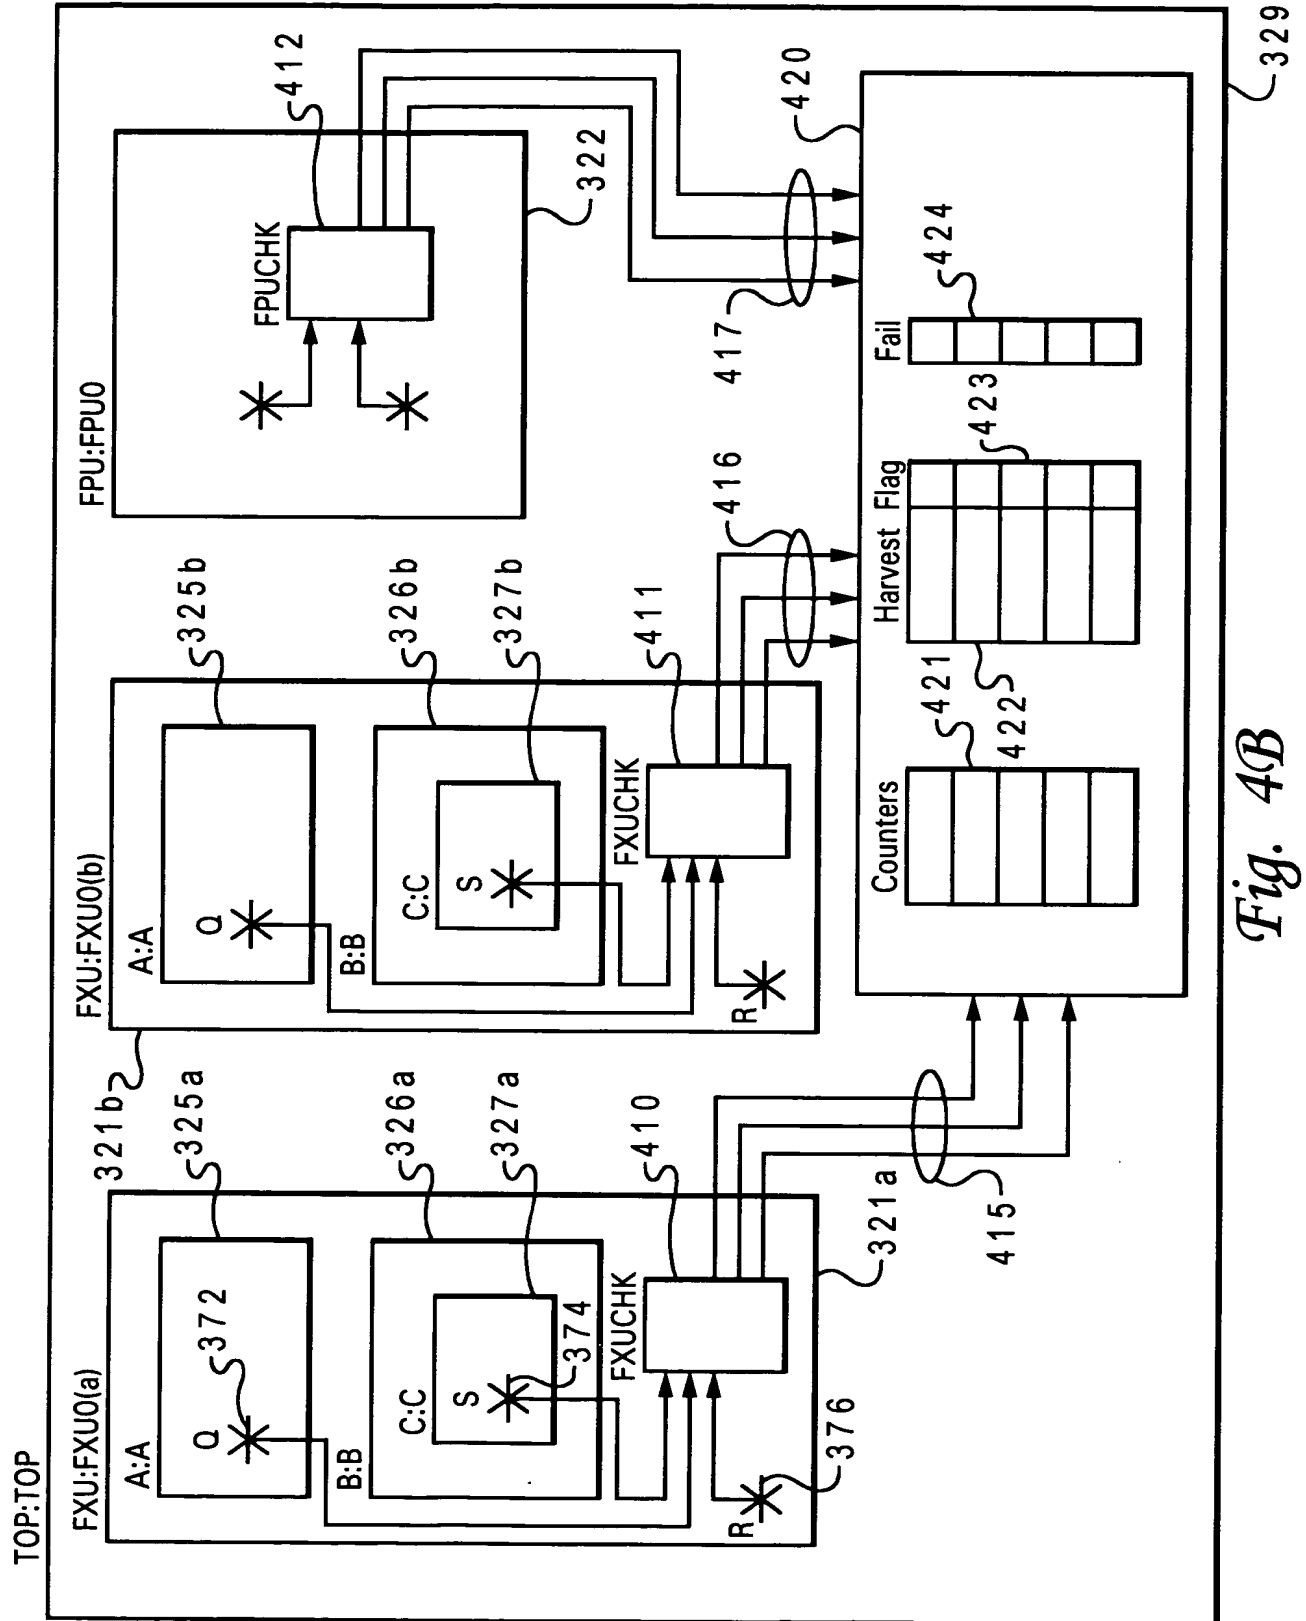 TOP:TOP
FXU:FXU0(a)
A:A
Q
372
325a
B:B
C:C
S
374
326a
327a
FXUCHK
410
R
376
321a
415
321b
FXU:FXU0(b)
A:A
Q
325b
B:B
C:C
S
326b
327b
FXUCHK
411
R
416
FPU:FPU0
FPUCHK
412
322
417
420
Counters
421
Harvest Flag
422
423
Fail
424
329
Fig. 4B